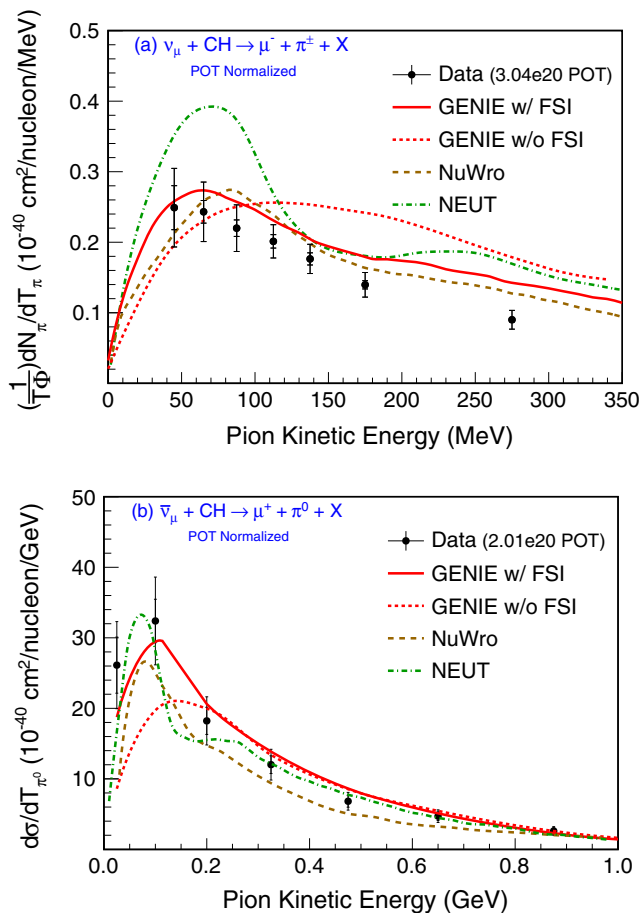 (a) νμ + CH → μ- + π± + X
POT Normalized
Data (3.04e20 POT)
GENIE w/ FSI
GENIE w/o FSI
NuWro
NEUT
(1/TΦ)dNπ/dTπ (10-40 cm2/nucleon/MeV)
0.5
0.4
0.3
0.2
0.1
0 50 100 150 200 250 300 350
Pion Kinetic Energy (MeV)
(b) ν̄μ + CH → μ+ + π0 + X
POT Normalized
Data (2.01e20 POT)
GENIE w/ FSI
GENIE w/o FSI
NuWro
NEUT
dσ/dTπ0 (10-40 cm2/nucleon/GeV)
50
40
30
20
10
0.0 0.2 0.4 0.6 0.8 1.0
Pion Kinetic Energy (GeV)